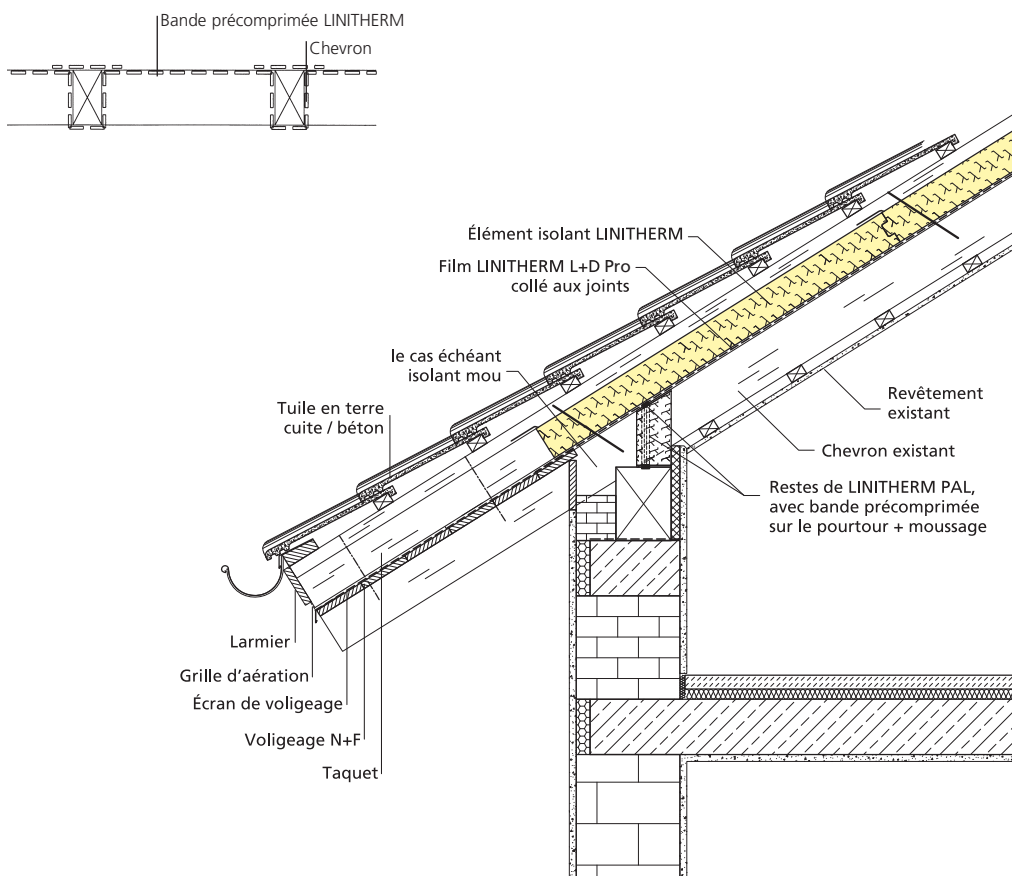 Bande précomprimée LINITHERM
Chevron
Élément isolant LINITHERM
Film LINITHERM L+D Pro
collé aux joints
le cas échéant
isolant mou
Tuile en terre
cuite / béton
Revêtement
existant
Chevron existant
Restes de LINITHERM PAL,
avec bande précomprimée
sur le pourtour + moussage
Larmier
Grille d’aération
Écran de voligeage
Voligeage N+F
Taquet